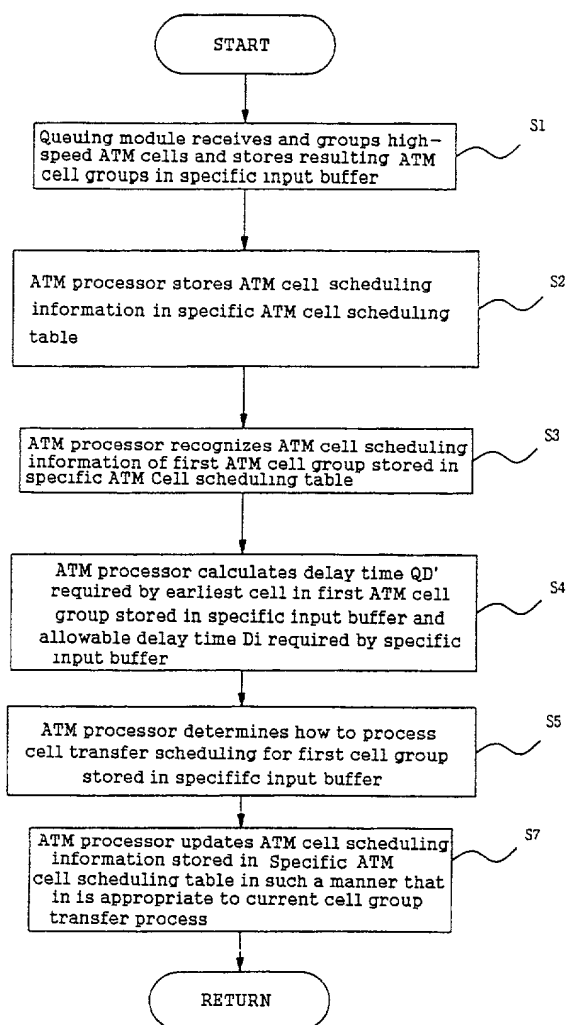 START
Queuing module receives and groups high-
speed ATM cells and stores resulting ATM
cell groups in specific input buffer
S1
ATM processor stores ATM cell scheduling
information in specific ATM cell scheduling
table
S2
ATM processor recognizes ATM cell scheduling
information of first ATM cell group stored in
specific ATM Cell scheduling table
S3
ATM processor calculates delay time QD'
required by earliest cell in first ATM cell
group stored in specific input buffer and
allowable delay time Di required by specific
input buffer
S4
ATM processor determines how to process
cell transfer scheduling for first cell group
stored in specififc input buffer
S5
ATM processor updates ATM cell scheduling
information stored in Specific ATM
cell scheduling table in such a manner that
in is appropriate to current cell group
transfer process
S7
RETURN